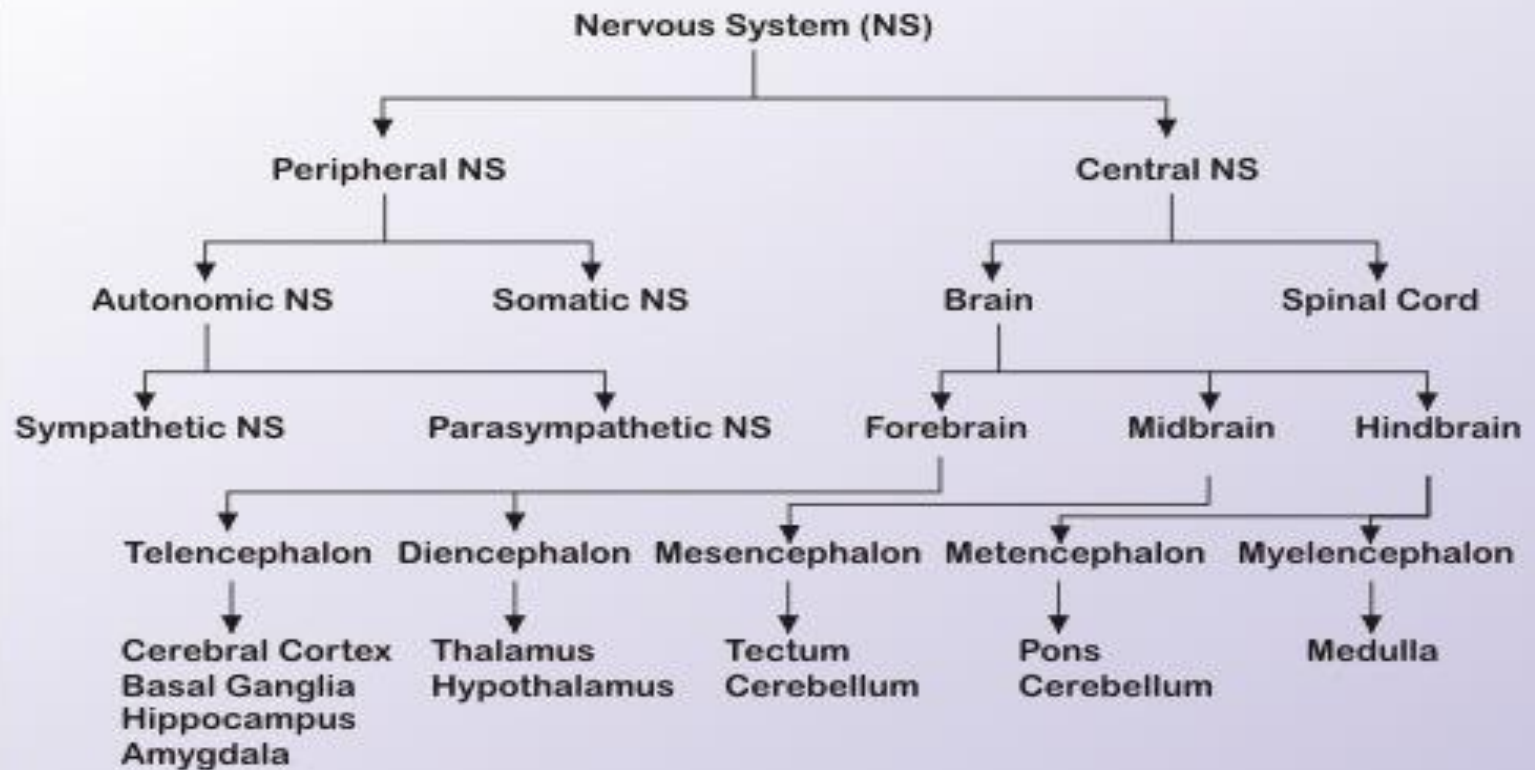 Nervous System (NS)
Peripheral NS Central NS
Autonomic NS Somatic NS Brain Spinal Cord
Sympathetic NS Parasympathetic NS Forebrain Midbrain Hindbrain
Telencephalon Diencephalon Mesencephalon Metencephalon Myelencephalon
Cerebral Cortex Thalamus Tectum Pons Medulla
Basal Ganglia Hypothalamus Cerebellum Cerebellum
Hippocampus
Amygdala